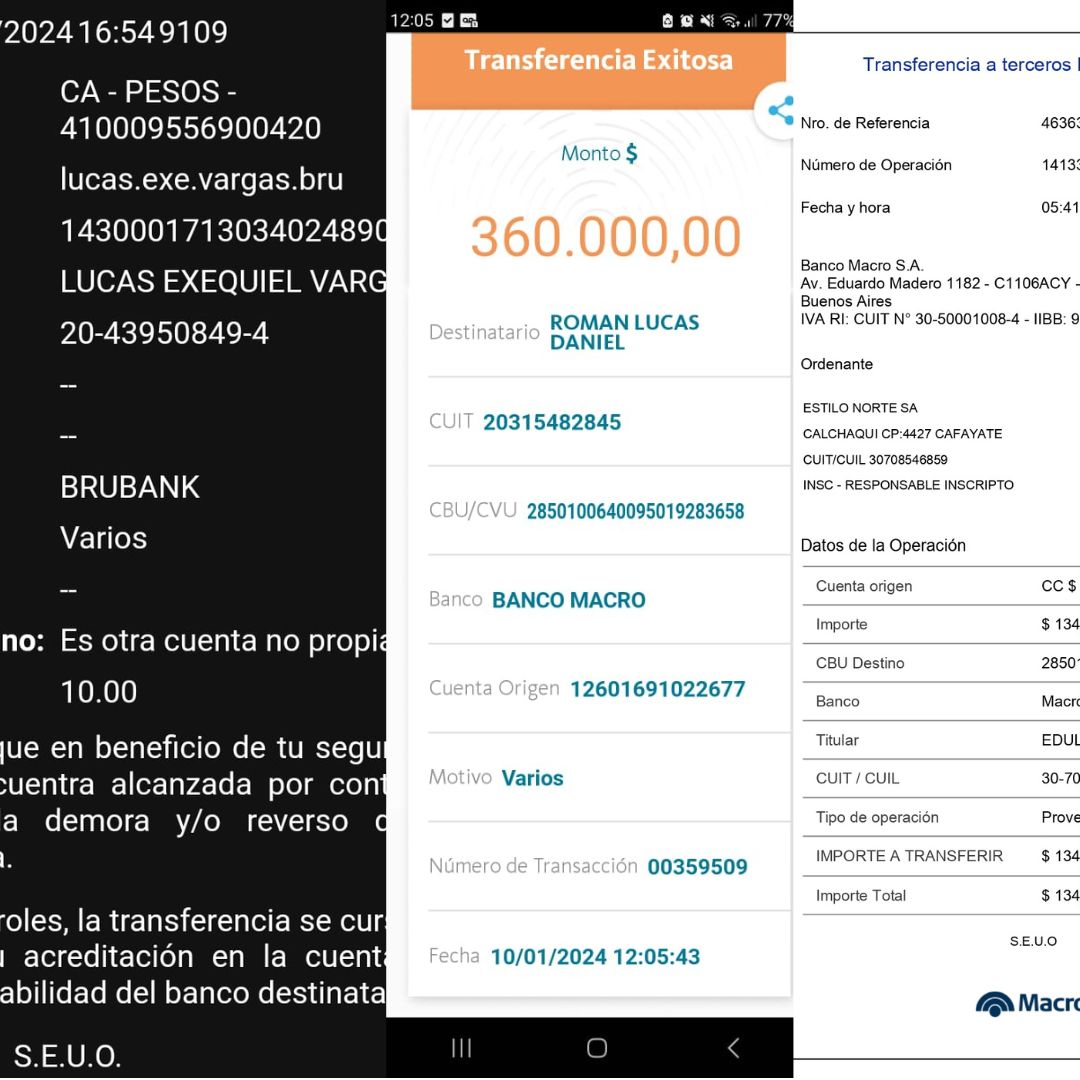 /2024 16:54 9109
CA - PESOS -
410009556900420
lucas.exe.vargas.bru
1430001713034024890
LUCAS EXEQUIEL VARG
20-43950849-4
--
--
BRUBANK
Varios
--
no: Es otra cuenta no propia
10.00
que en beneficio de tu segur
cuentra alcanzada por cont
la demora y/o reverso d
a.
roles, la transferencia se curs
u acreditación en la cuenta
abilidad del banco destinata
S.E.U.O.
12:05 77%
Transferencia Exitosa
Monto $
360.000,00
Destinatario ROMAN LUCAS
DANIEL
CUIT 20315482845
CBU/CVU 2850100640095019283658
Banco BANCO MACRO
Cuenta Origen 12601691022677
Motivo Varios
Número de Transacción 00359509
Fecha 10/01/2024 12:05:43
Transferencia a terceros
Nro. de Referencia 46363
Número de Operación 14133
Fecha y hora 05:41
Banco Macro S.A.
Av. Eduardo Madero 1182 - C1106ACY -
Buenos Aires
IVA RI: CUIT N° 30-50001008-4 - IIBB: 9
Ordenante
ESTILO NORTE SA
CALCHAQUI CP:4427 CAFAYATE
CUIT/CUIL 30708546859
INSC - RESPONSABLE INSCRIPTO
Datos de la Operación
Cuenta origen CC $
Importe $ 134
CBU Destino 28501
Banco Macro
Titular EDUL
CUIT / CUIL 30-70
Tipo de operación Prove
IMPORTE A TRANSFERIR $ 134
Importe Total $ 134
S.E.U.O
Macro